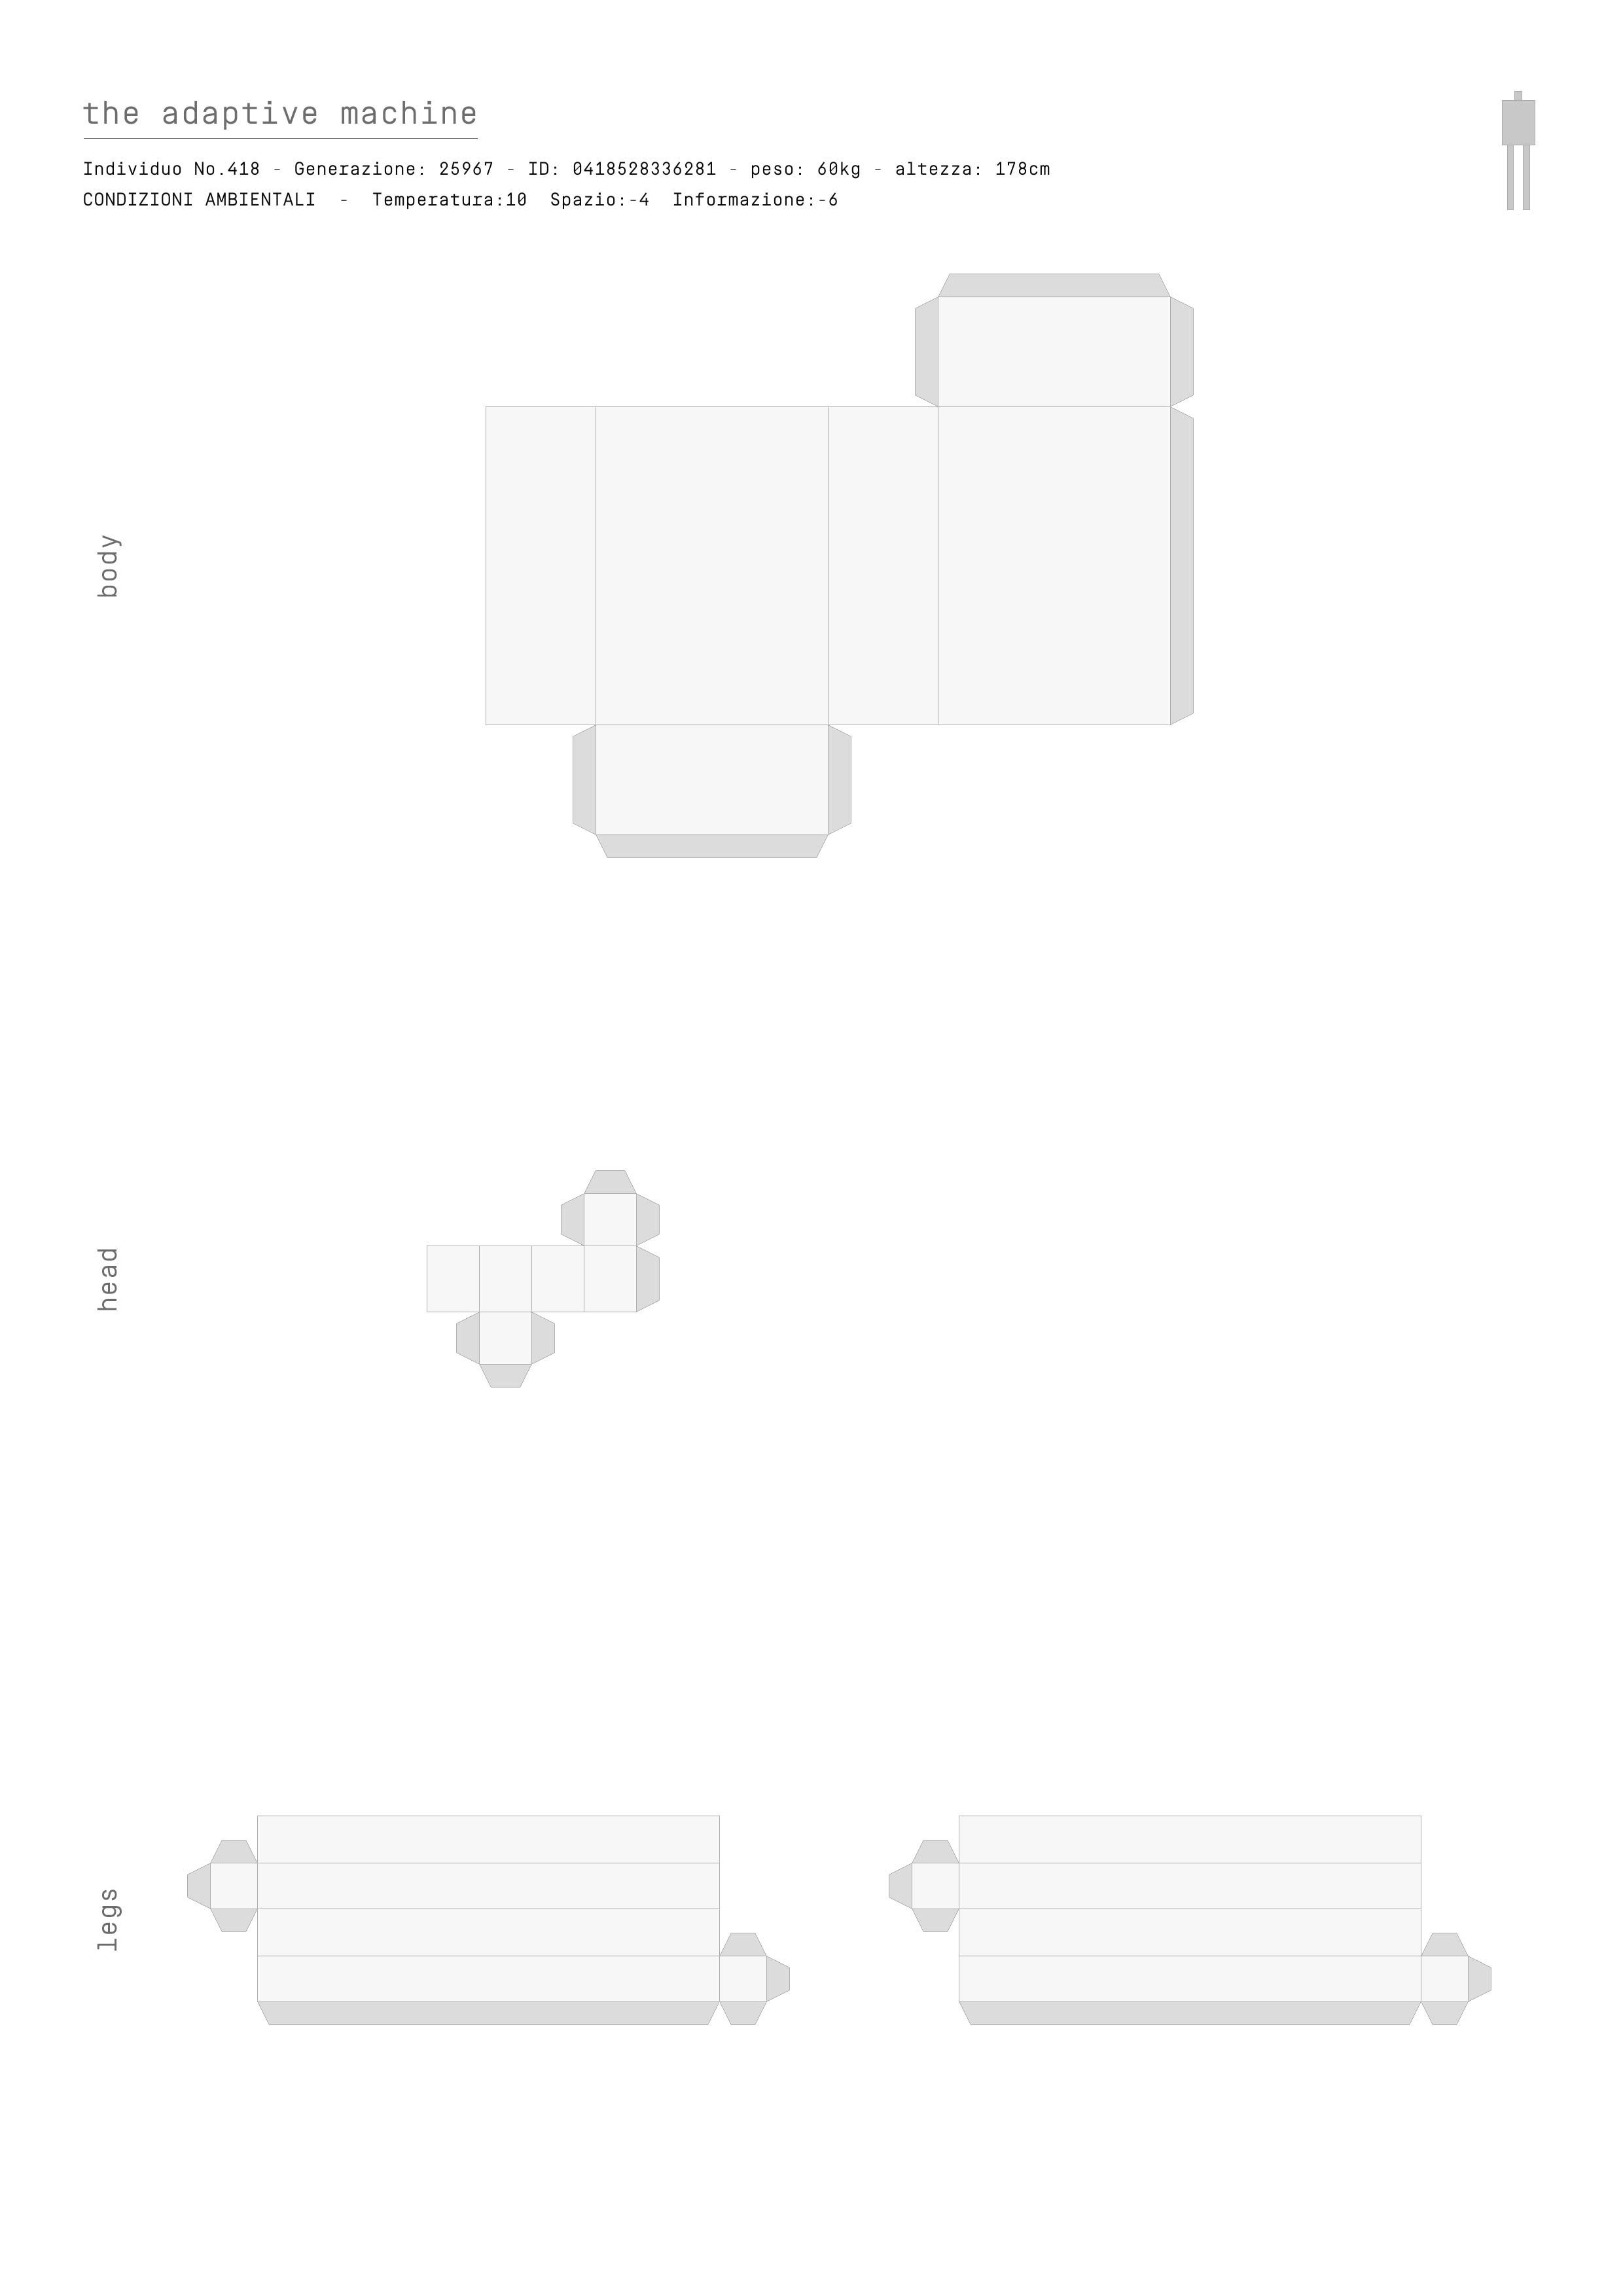 the adaptive machine
Individuo No.418 - Generazione: 25967 - ID: 0418528336281 - peso: 60kg - altezza: 178cm
CONDIZIONI AMBIENTALI - Temperatura:10 Spazio:-4 Informazione:-6
body
head
legs